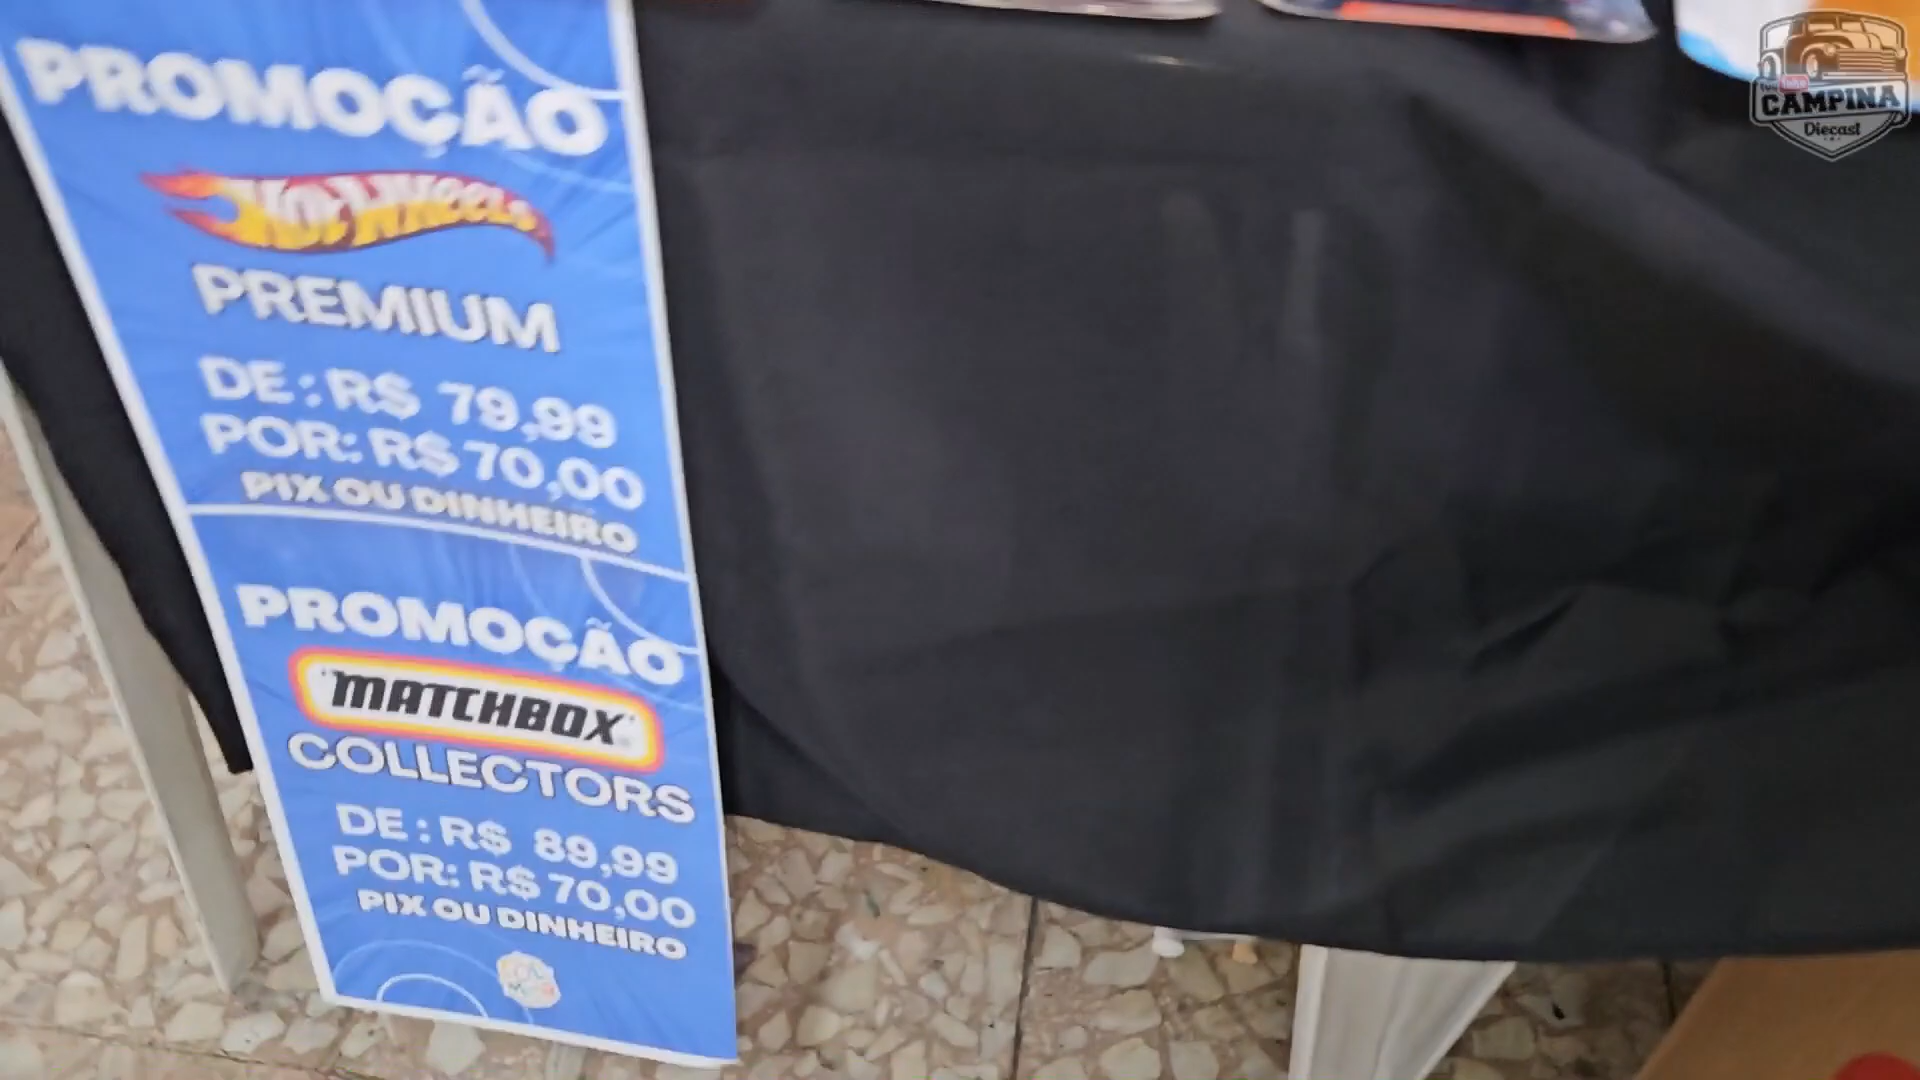 PROMOÇÃO
Hot Wheels
PREMIUM
DE: R$ 79,99
POR: R$ 70,00
PIX OU DINHEIRO
PROMOÇÃO
MATCHBOX
COLLECTORS
DE: R$ 89,99
POR: R$ 70,00
PIX OU DINHEIRO
YouTube
CAMPINA
Diecast